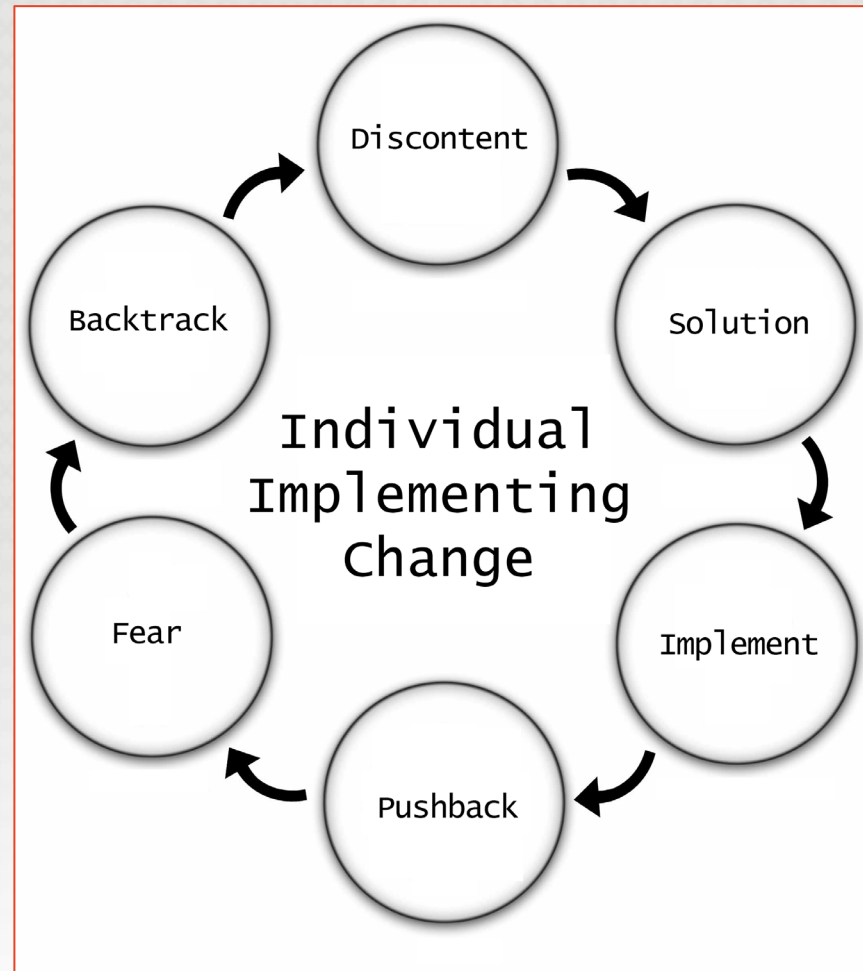 Discontent
Solution
Implement
Pushback
Fear
Backtrack
Individual
Implementing
Change